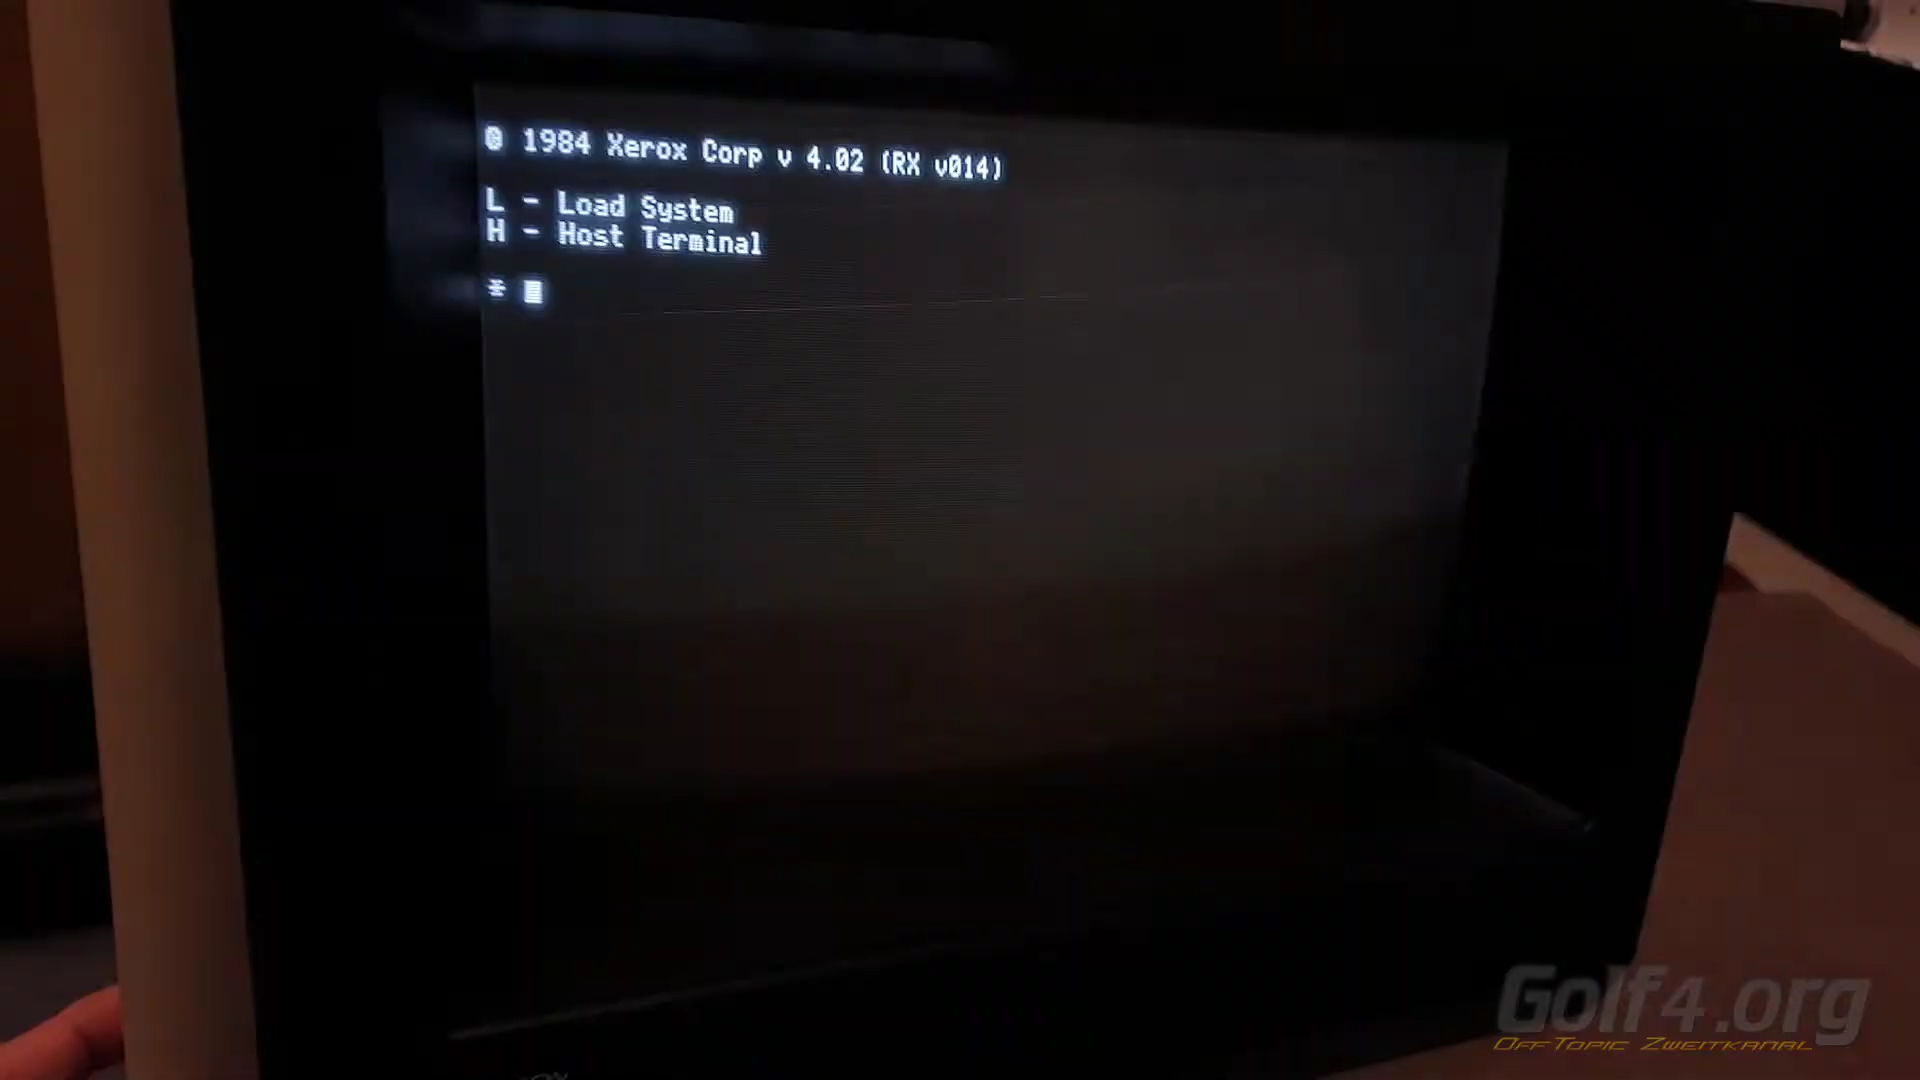 © 1984 Xerox Corp v 4.02 (RX v014)
L - Load System
H - Host Terminal
*
Golf4.org
OffTopic Zweitkanal